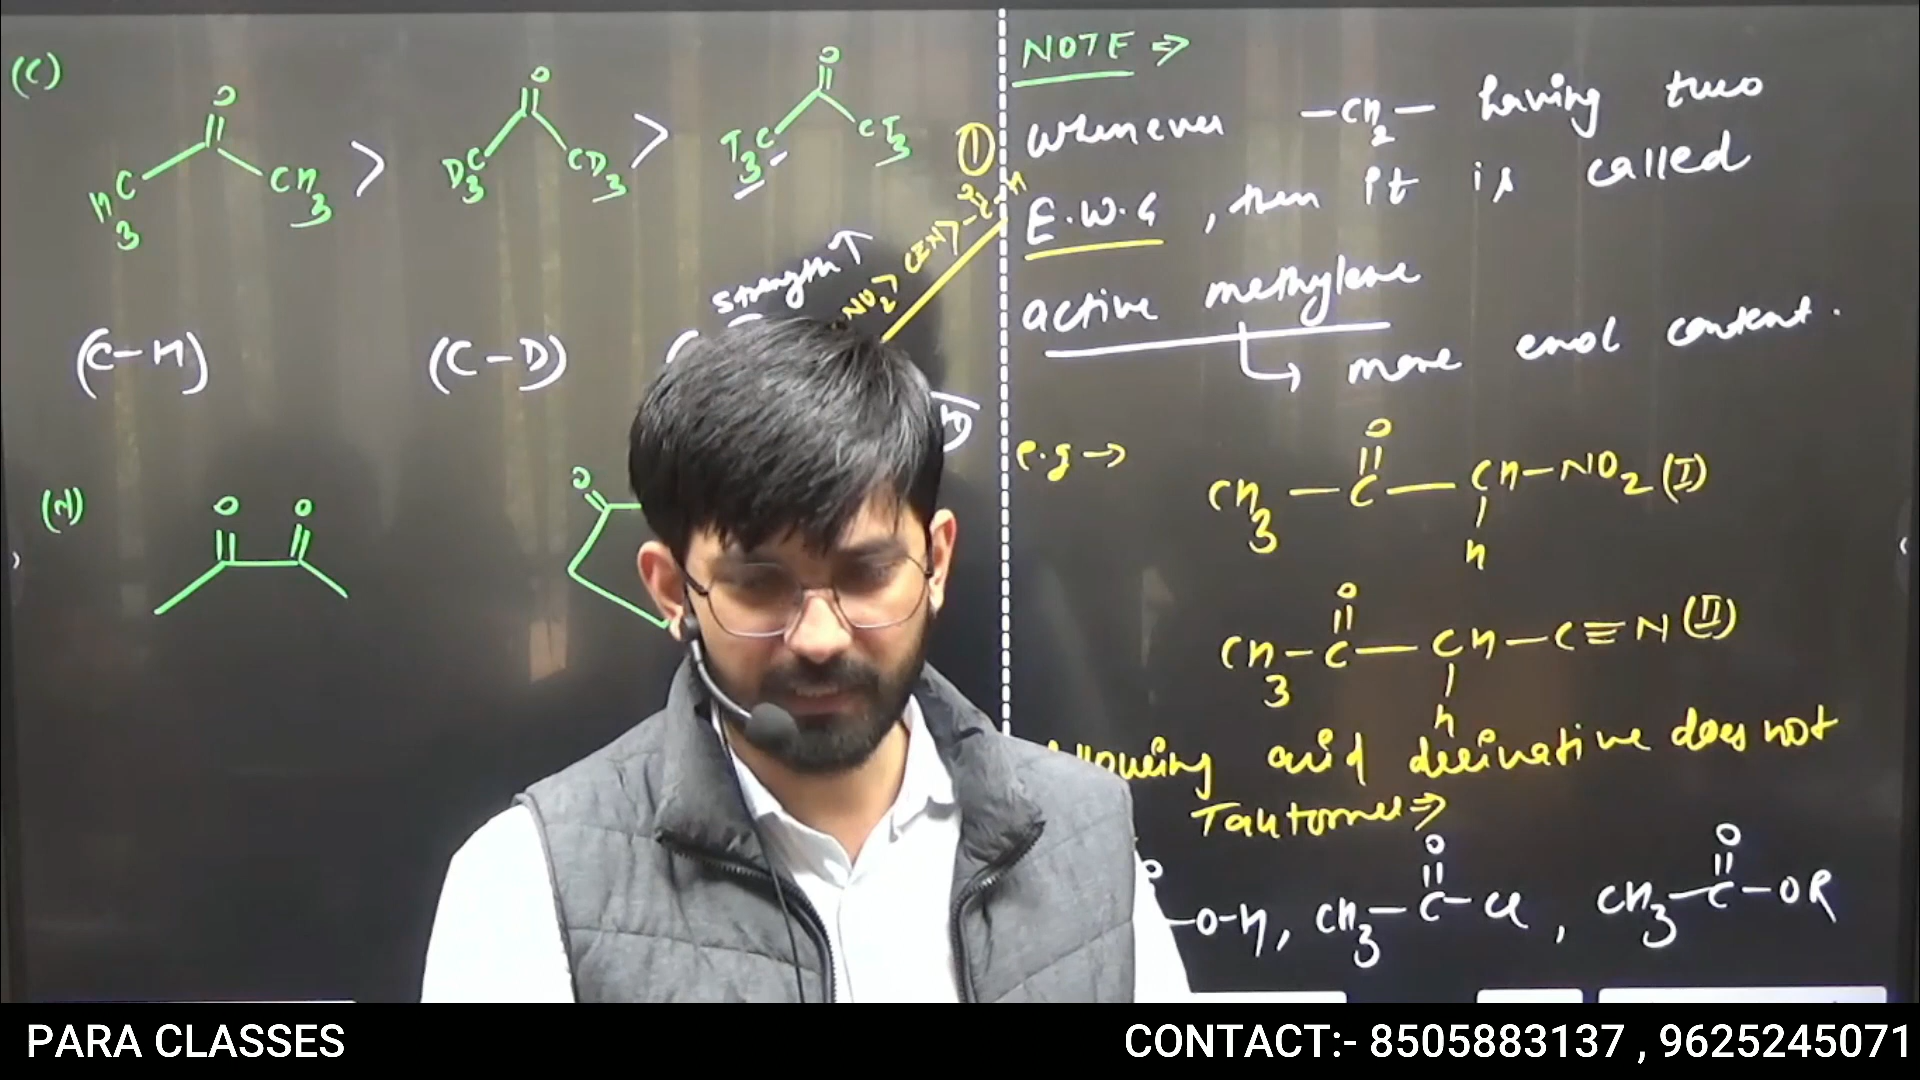 (C)
O
H3C CH3 >
O
D3C CD3 >
O
T3C CT3
(C-H) (C-D)
strength ↑
NO2 > C≡N >
(D)
O O
O
NOTE ⇒
①
whenever -CH2- having two
E.W.G, then it is called
active methylene
↳ more enol content.
e.g →
O
CH3-C-CH-NO2 (I)
H
O
CH3-C-CH-C≡N (II)
H
acid derivative does not
Tautomer ⇒
O O O
-O-H, CH3-C-Cl, CH3-C-OR
PARA CLASSES
CONTACT:- 8505883137 , 9625245071